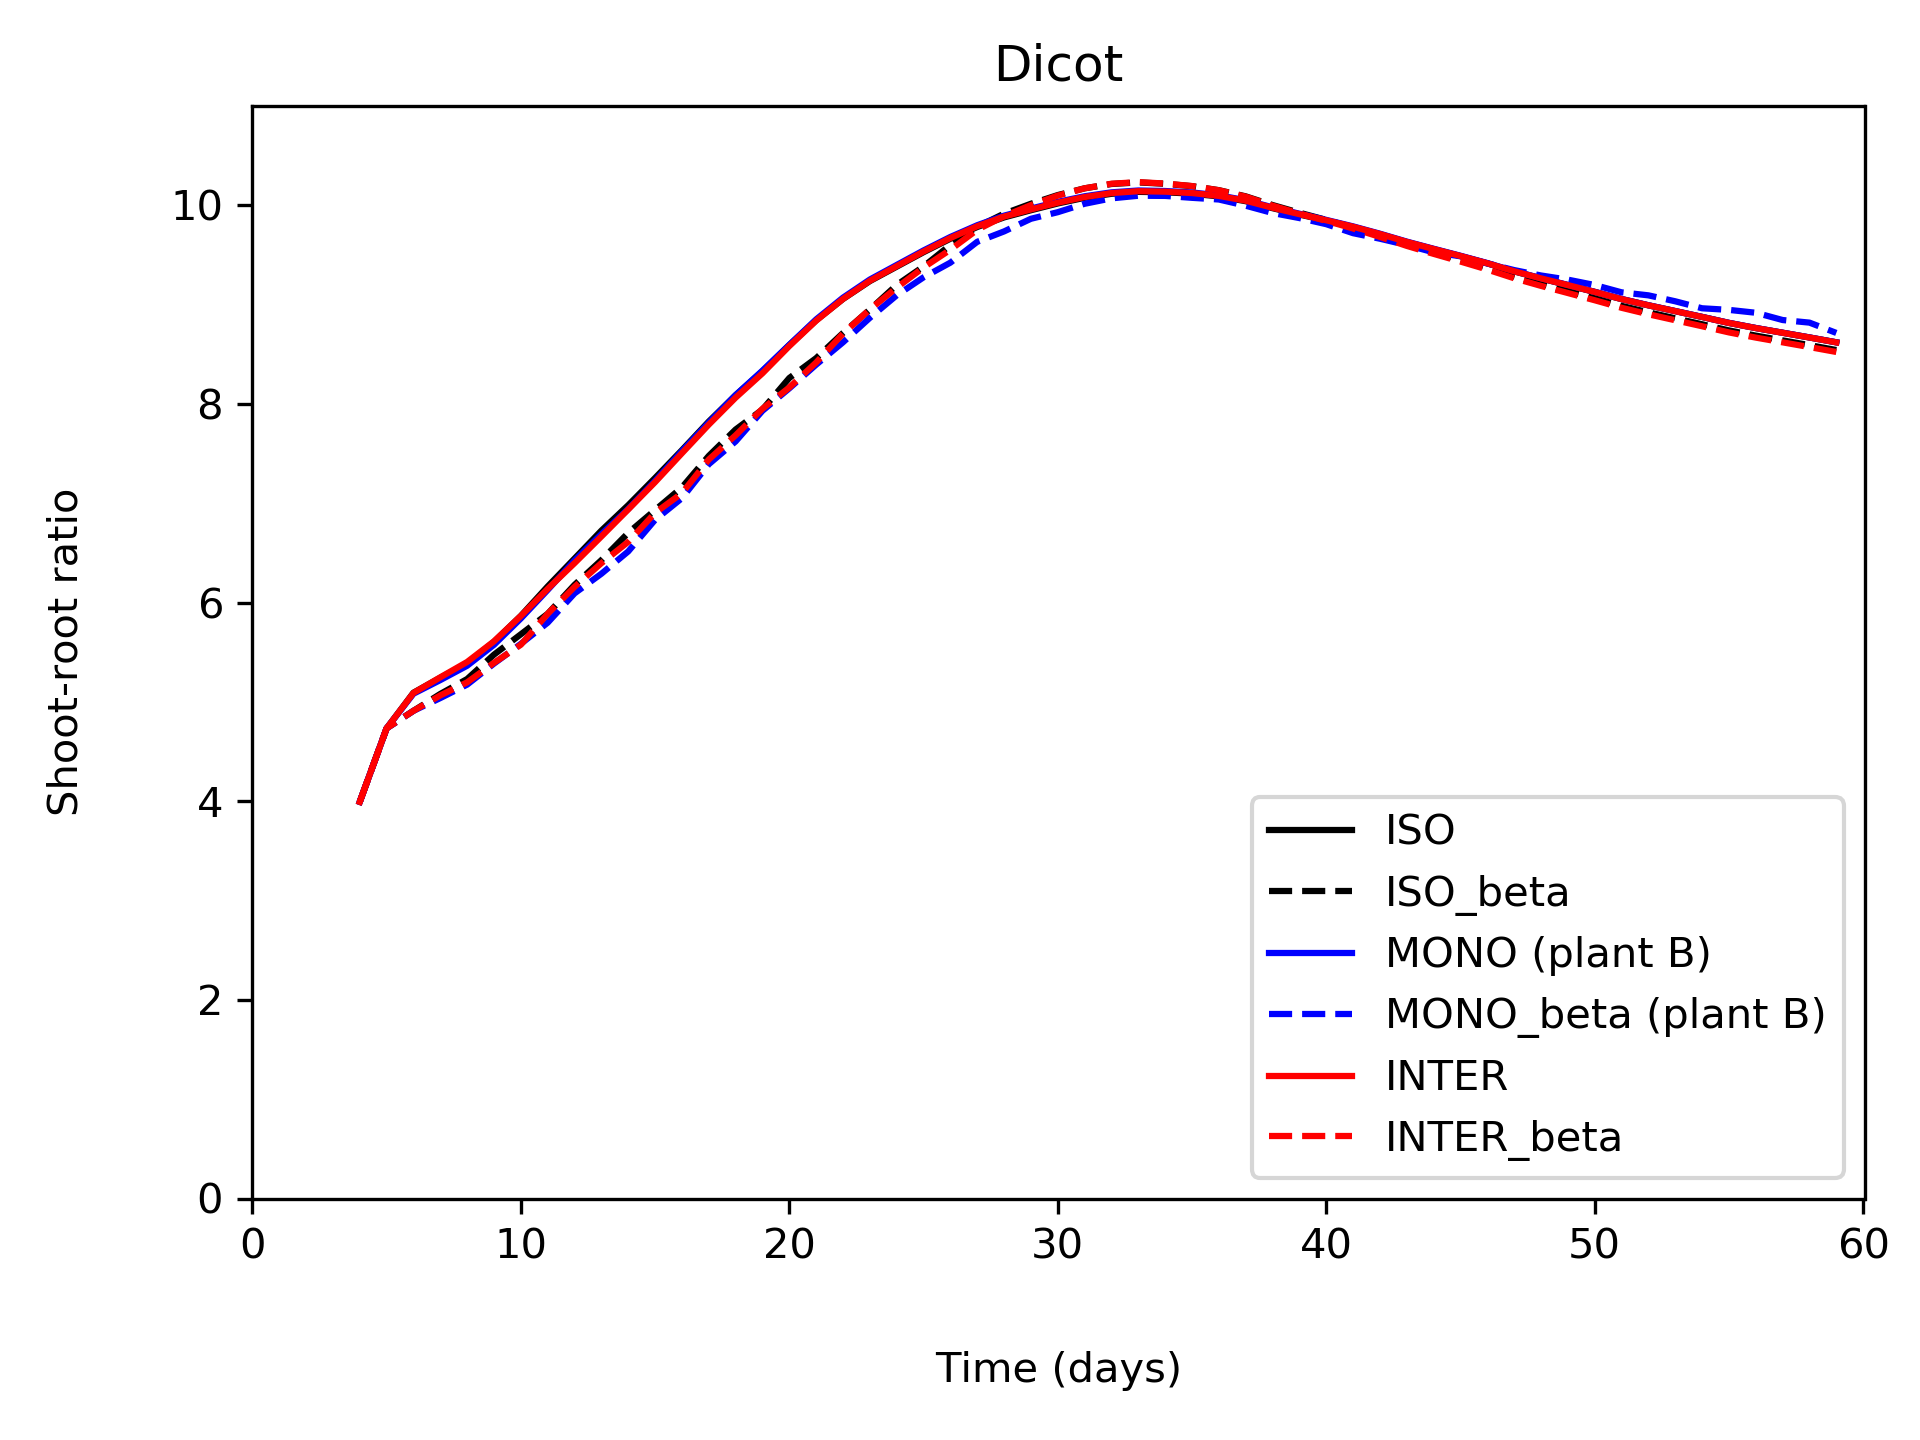 Dicot
10
8
6
4
2
0
Shoot-root ratio
ISO
ISO_beta
MONO (plant B)
MONO_beta (plant B)
INTER
INTER_beta
0 10 20 30 40 50 60
Time (days)